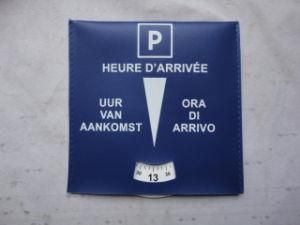 P
HEURE D'ARRIVÉE
UUR
VAN
AANKOMST
ORA
DI
ARRIVO
13